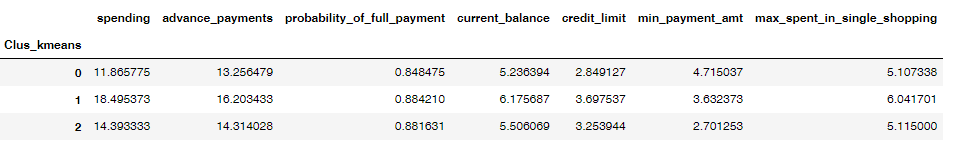 spending advance_payments probability_of_full_payment current_balance credit_limit min_payment_amt max_spent_in_single_shopping
Clus_kmeans
0 11.865775 13.256479 0.848475 5.236394 2.849127 4.715037 5.107338
1 18.495373 16.203433 0.884210 6.175687 3.697537 3.632373 6.041701
2 14.393333 14.314028 0.881631 5.506069 3.253944 2.701253 5.115000